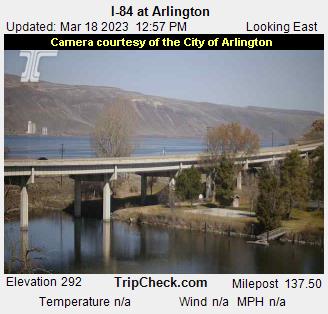 I-84 at Arlington
Updated: Mar 18 2023 12:57 PM Looking East
Camera courtesy of the City of Arlington
Elevation 292 TripCheck.com Milepost 137.50
Temperature n/a Wind n/a MPH n/a